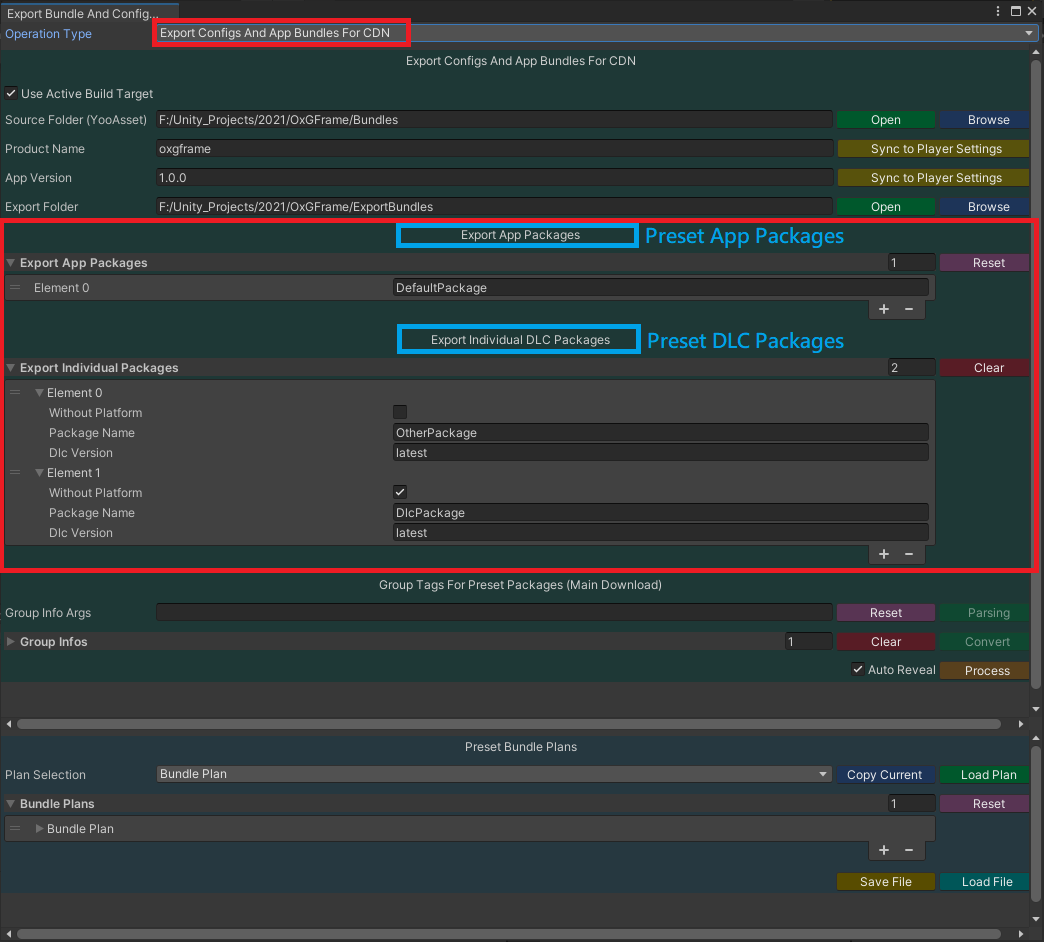 Export Bundle And Config...
Operation Type Export Configs And App Bundles For CDN
Export Configs And App Bundles For CDN
Use Active Build Target
Source Folder (YooAsset) F:/Unity_Projects/2021/OxGFrame/Bundles Open Browse
Product Name oxgframe Sync to Player Settings
App Version 1.0.0 Sync to Player Settings
Export Folder F:/Unity_Projects/2021/OxGFrame/ExportBundles Open Browse
Export App Packages Preset App Packages
Export App Packages 1 Reset
Element 0 DefaultPackage
+ −
Export Individual DLC Packages Preset DLC Packages
Export Individual Packages 2 Clear
Element 0
Without Platform
Package Name OtherPackage
Dlc Version latest
Element 1
Without Platform
Package Name DlcPackage
Dlc Version latest
+ −
Group Tags For Preset Packages (Main Download)
Group Info Args Reset Parsing
Group Infos 1 Clear Convert
Auto Reveal Process
Preset Bundle Plans
Plan Selection Bundle Plan Copy Current Load Plan
Bundle Plans 1 Reset
Bundle Plan
+ −
Save File Load File